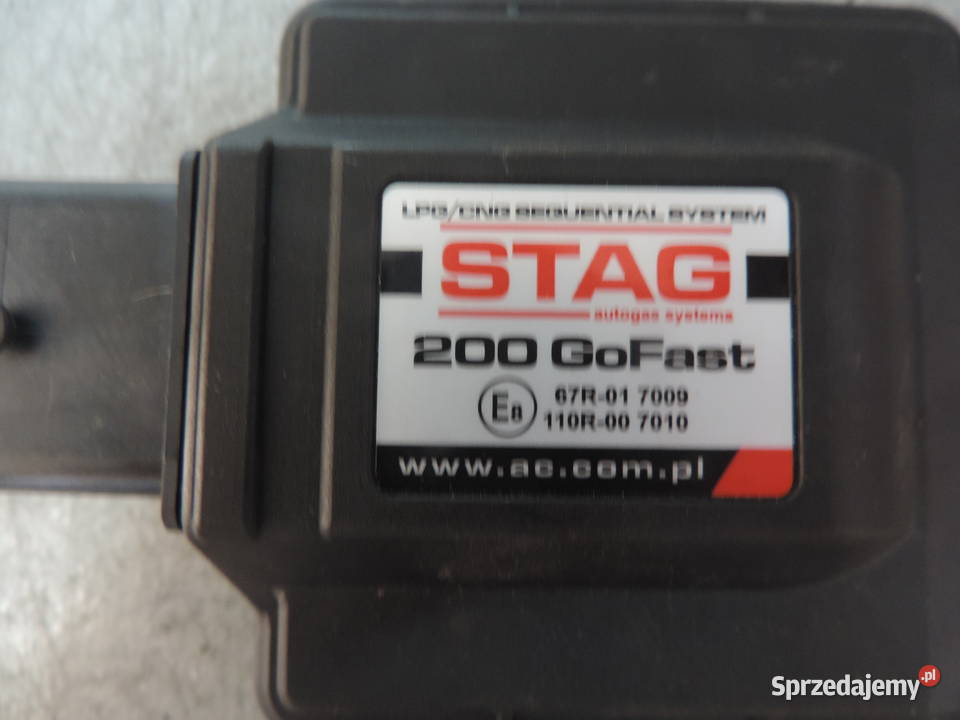 LPG/CNG SEQUENTIAL SYSTEM
STAG
autogas systems
200 GoFast
E8 67R-01 7009
110R-00 7010
www.ac.com.pl
Sprzedajemy.pl